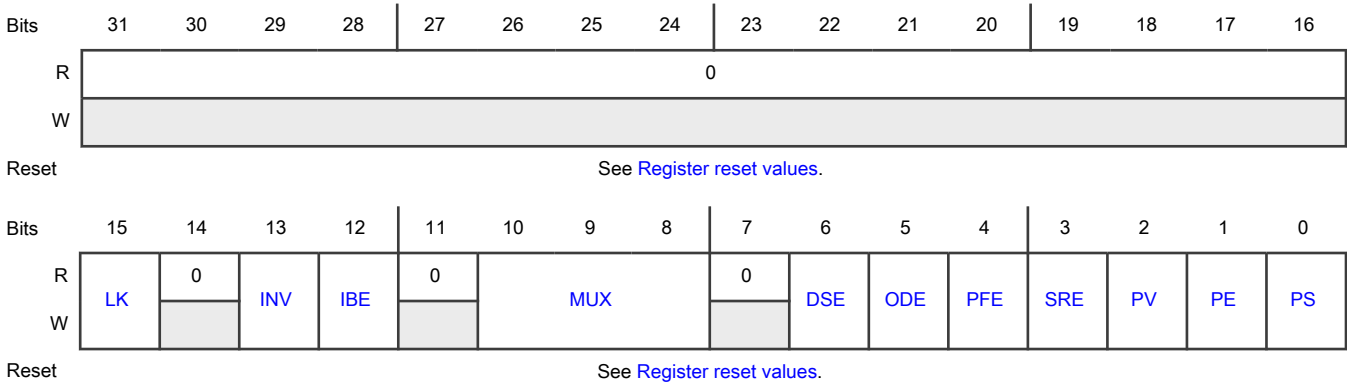 Bits 31 30 29 28 27 26 25 24 23 22 21 20 19 18 17 16
R 0
W
Reset See Register reset values.
Bits 15 14 13 12 11 10 9 8 7 6 5 4 3 2 1 0
R 0 0 0
LK INV IBE MUX DSE ODE PFE SRE PV PE PS
W
Reset See Register reset values.